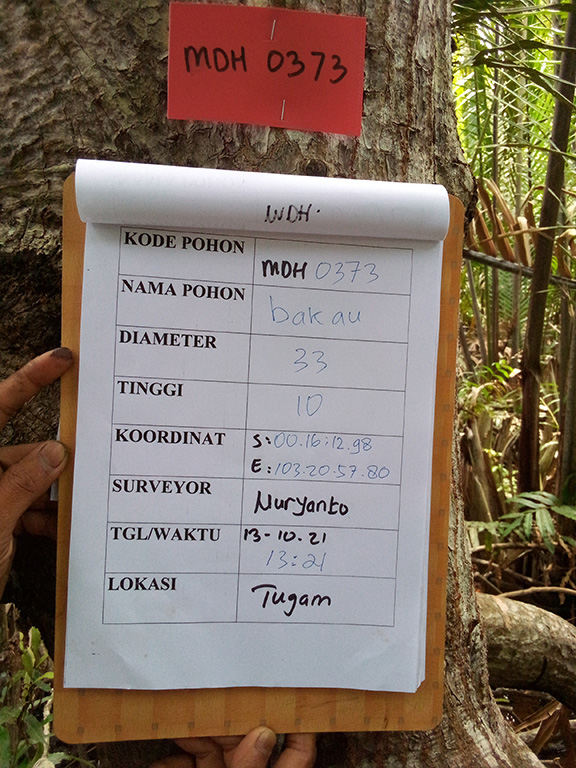 MDH 0373
MDH.
KODE POHON MDH 0373
NAMA POHON bakau
DIAMETER 33
TINGGI 10
KOORDINAT S:00.16:12.98
E:103.20.57.80
SURVEYOR Nuryanto
TGL/WAKTU 13-10.21
13:21
LOKASI Tugam